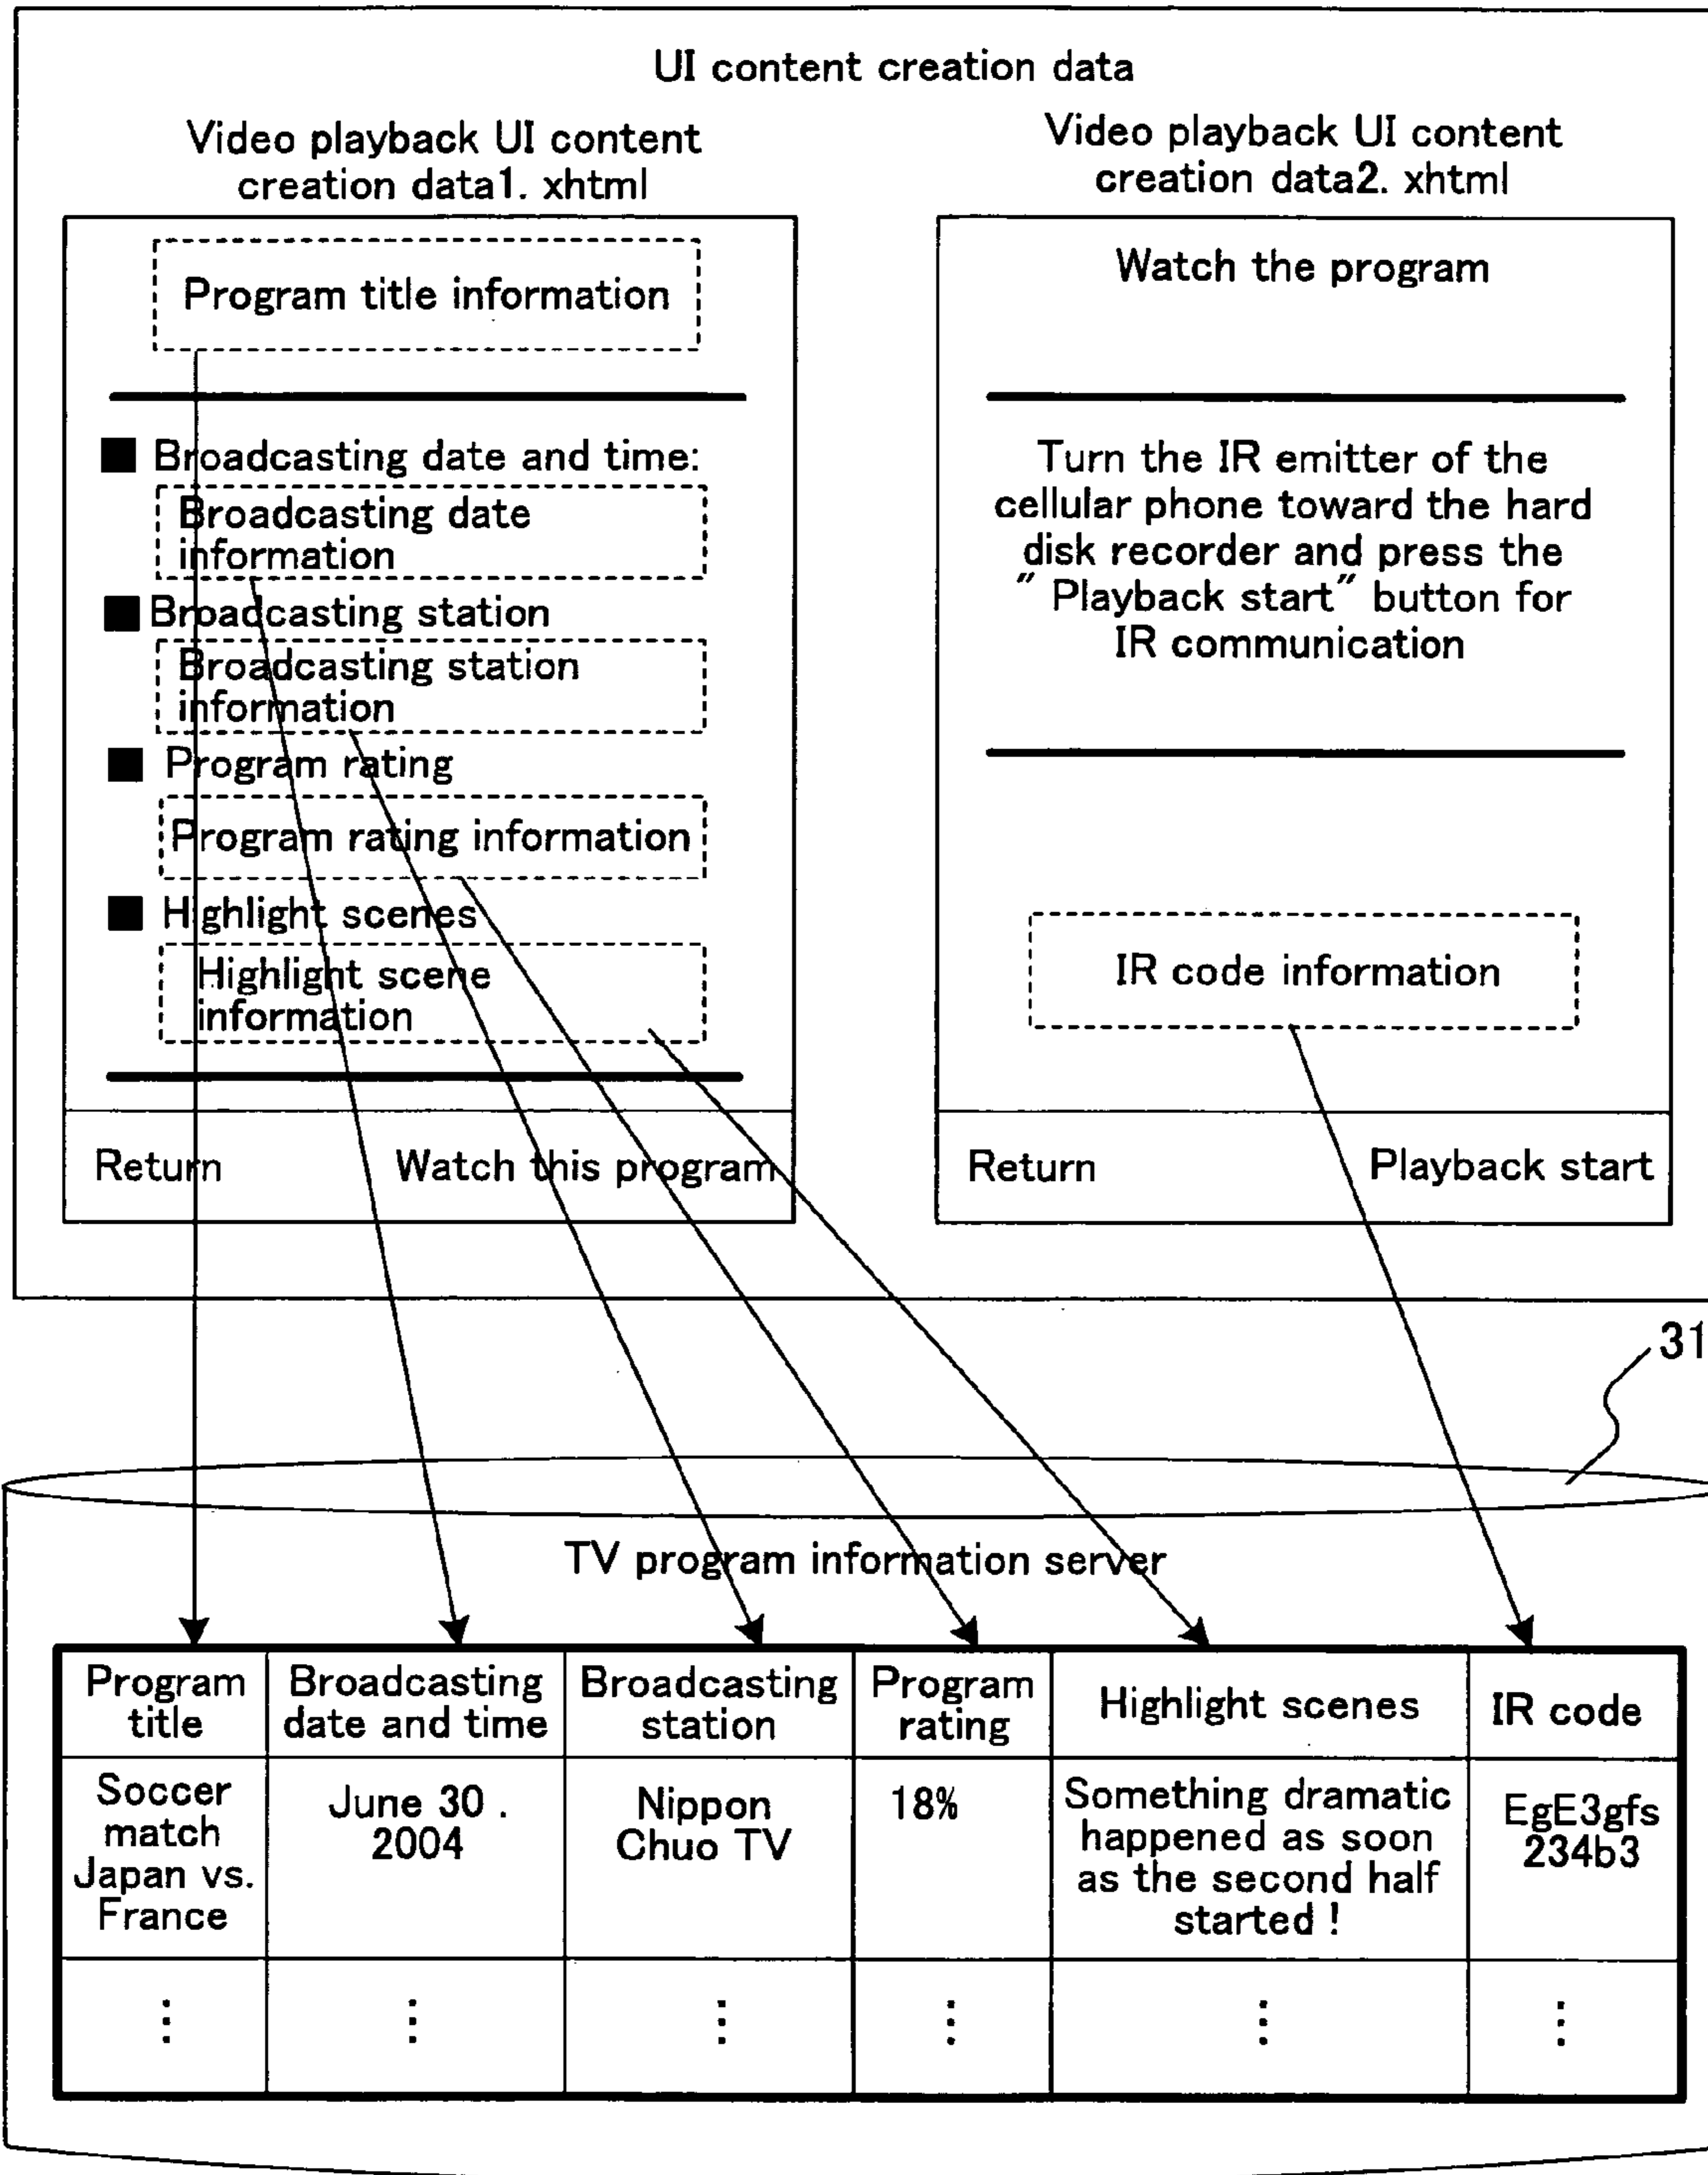 UI content creation data
Video playback UI content
creation data1. xhtml
Program title information
■ Broadcasting date and time:
Broadcasting date
information
■ Broadcasting station
Broadcasting station
information
■ Program rating
Program rating information
■ Highlight scenes
Highlight scene
information
Return Watch this program
Video playback UI content
creation data2. xhtml
Watch the program
Turn the IR emitter of the
cellular phone toward the hard
disk recorder and press the
″ Playback start″ button for
IR communication
IR code information
Return Playback start
31
TV program information server
Program
title
Broadcasting
date and time
Broadcasting
station
Program
rating
Highlight scenes
IR code
Soccer
match
Japan vs.
France
June 30 .
2004
Nippon
Chuo TV
18%
Something dramatic
happened as soon
as the second half
started !
EgE3gfs
234b3
⋮ ⋮ ⋮ ⋮ ⋮ ⋮